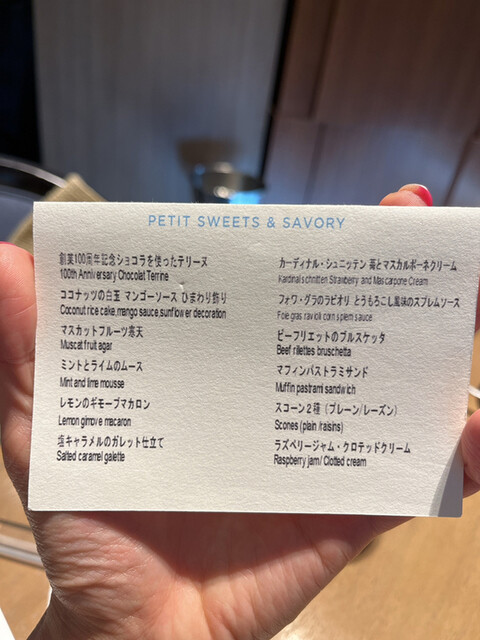 PETIT SWEETS & SAVORY
創業100周年記念ショコラを使ったテリーヌ
100th Anniversary Chocolat Terrine
ココナッツの白玉 マンゴーソース ひまわり飾り
Coconut rice cake,mango sauce,sunflower decoration
マスカットフルーツ寒天
Muscat fruit agar
ミントとライムのムース
Mint and lime mousse
レモンのギモーブマカロン
Lemon gimove macaron
塩キャラメルのガレット仕立て
Salted caramel galette
カーディナル・シュニッテン 苺とマスカルポーネクリーム
Kardinalschnitten Strawberry and Mascarpone Cream
フォワ・グラのラビオリ とうもろこし風味のスプレムソース
Foie gras ravioli corn splem sauce
ビーフリエットのブルスケッタ
Beef rillettes bruschetta
マフィンパストラミサンド
Muffin pastrami sandwich
スコーン2種（プレーン/レーズン）
Scones (plain /raisins)
ラズベリージャム・クロテッドクリーム
Raspberry jam/ Clotted cream